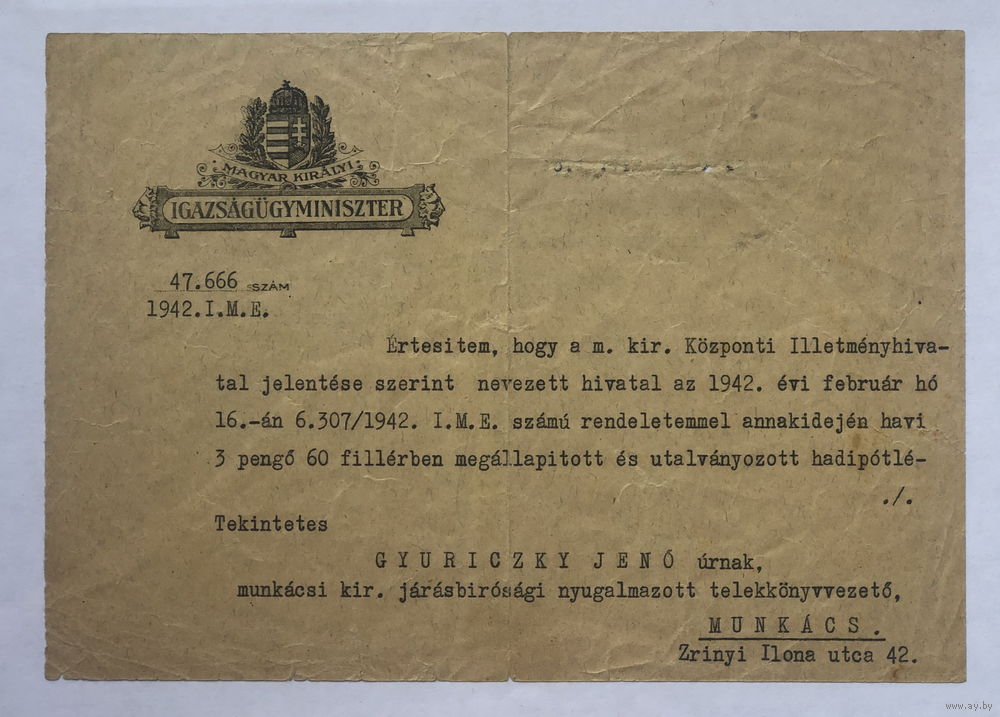 MAGYAR KIRÁLYI
IGAZSÁGÜGYMINISZTER
47.666 SZÁM
1942.I.M.E.
Értesitem, hogy a m. kir. Központi Illetményhiva-
tal jelentése szerint nevezett hivatal az 1942. évi február hó
16.-án 6.307/1942. I.M.E. számú rendeletemmel annakidején havi
3 pengő 60 fillérben megállapitott és utalványozott hadipótlé-
./.
Tekintetes
GYURICZKY JENŐ úrnak,
munkácsi kir. járásbirósági nyugalmazott telekkönyvvezető,
MUNKÁCS.
Zrinyi Ilona utca 42.
www.ay.by